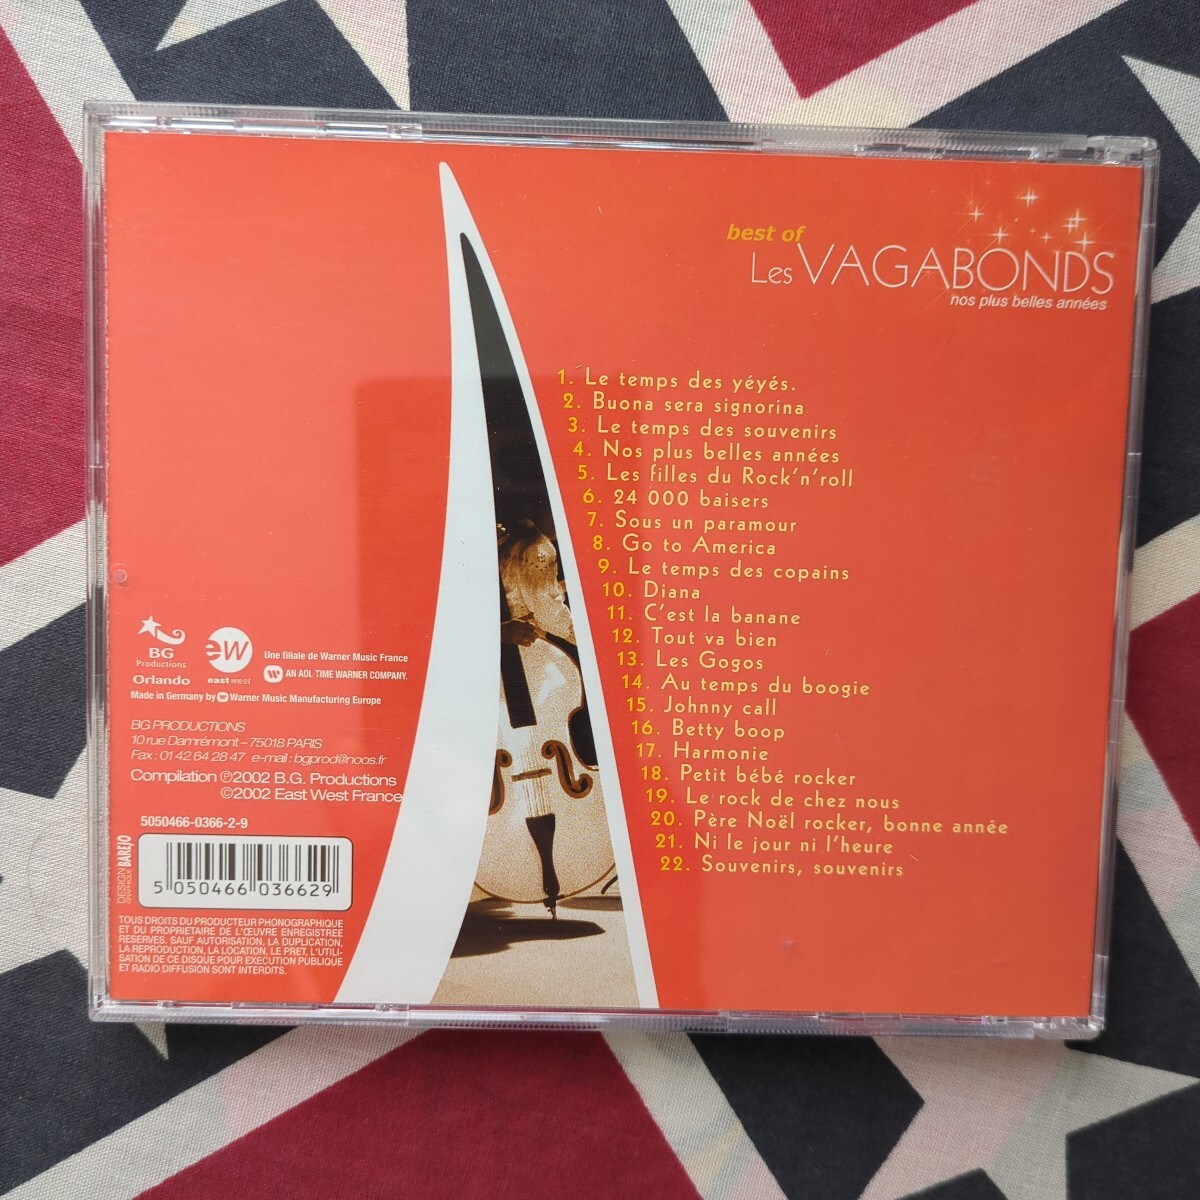 best of
Les VAGABONDS
nos plus belles années
1. Le temps des yéyés.
2. Buona sera signorina
3. Le temps des souvenirs
4. Nos plus belles années
5. Les filles du Rock'n'roll
6. 24 000 baisers
7. Sous un paramour
8. Go to America
9. Le temps des copains
10. Diana
11. C'est la banane
12. Tout va bien
13. Les Gogos
14. Au temps du boogie
15. Johnny call
16. Betty boop
17. Harmonie
18. Petit bébé rocker
19. Le rock de chez nous
20. Père Noël rocker, bonne année
21. Ni le jour ni l'heure
22. Souvenirs, souvenirs
BG
Productions
Orlando
ew
east west
Une filiale de Warner Music France
AN AOL TIME WARNER COMPANY.
Made in Germany by Warner Music Manufacturing Europe
BG PRODUCTIONS
10 rue Damrémont – 75018 PARIS
Fax : 01 42 64 28 47 e-mail : bgprod@noos.fr
Compilation ℗2002 B.G. Productions
©2002 East West France
5050466-0366-2-9
5 050466 036629
DESIGN GRAPHIQUE BAREJO
TOUS DROITS DU PRODUCTEUR PHONOGRAPHIQUE
ET DU PROPRIETAIRE DE L'ŒUVRE ENREGISTREE
RESERVES. SAUF AUTORISATION, LA DUPLICATION,
LA REPRODUCTION, LA LOCATION, LE PRET, L'UTILI-
SATION DE CE DISQUE POUR EXECUTION PUBLIQUE
ET RADIO DIFFUSION SONT INTERDITS.